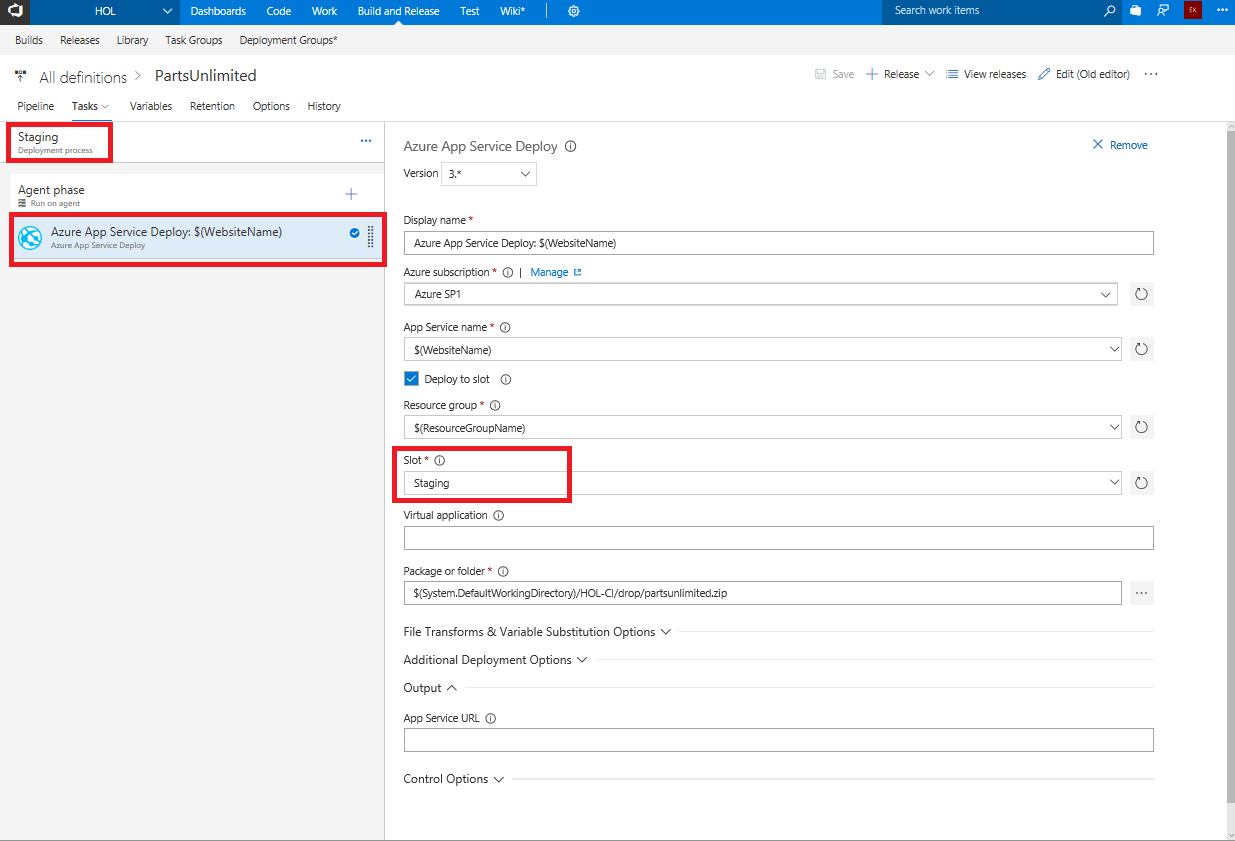 HOL Dashboards Code Work Build and Release Test Wiki* Search work items EK
Builds Releases Library Task Groups Deployment Groups*
All definitions > PartsUnlimited Save Release View releases Edit (Old editor) ...
Pipeline Tasks Variables Retention Options History
Staging
Deployment process
...
Agent phase
Run on agent
Azure App Service Deploy: $(WebsiteName)
Azure App Service Deploy
Azure App Service Deploy
Remove
Version 3.*
Display name *
Azure App Service Deploy: $(WebsiteName)
Azure subscription * | Manage
Azure SP1
App Service name *
$(WebsiteName)
Deploy to slot
Resource group *
$(ResourceGroupName)
Slot *
Staging
Virtual application
Package or folder *
$(System.DefaultWorkingDirectory)/HOL-CI/drop/partsunlimited.zip
...
File Transforms & Variable Substitution Options
Additional Deployment Options
Output
App Service URL
Control Options